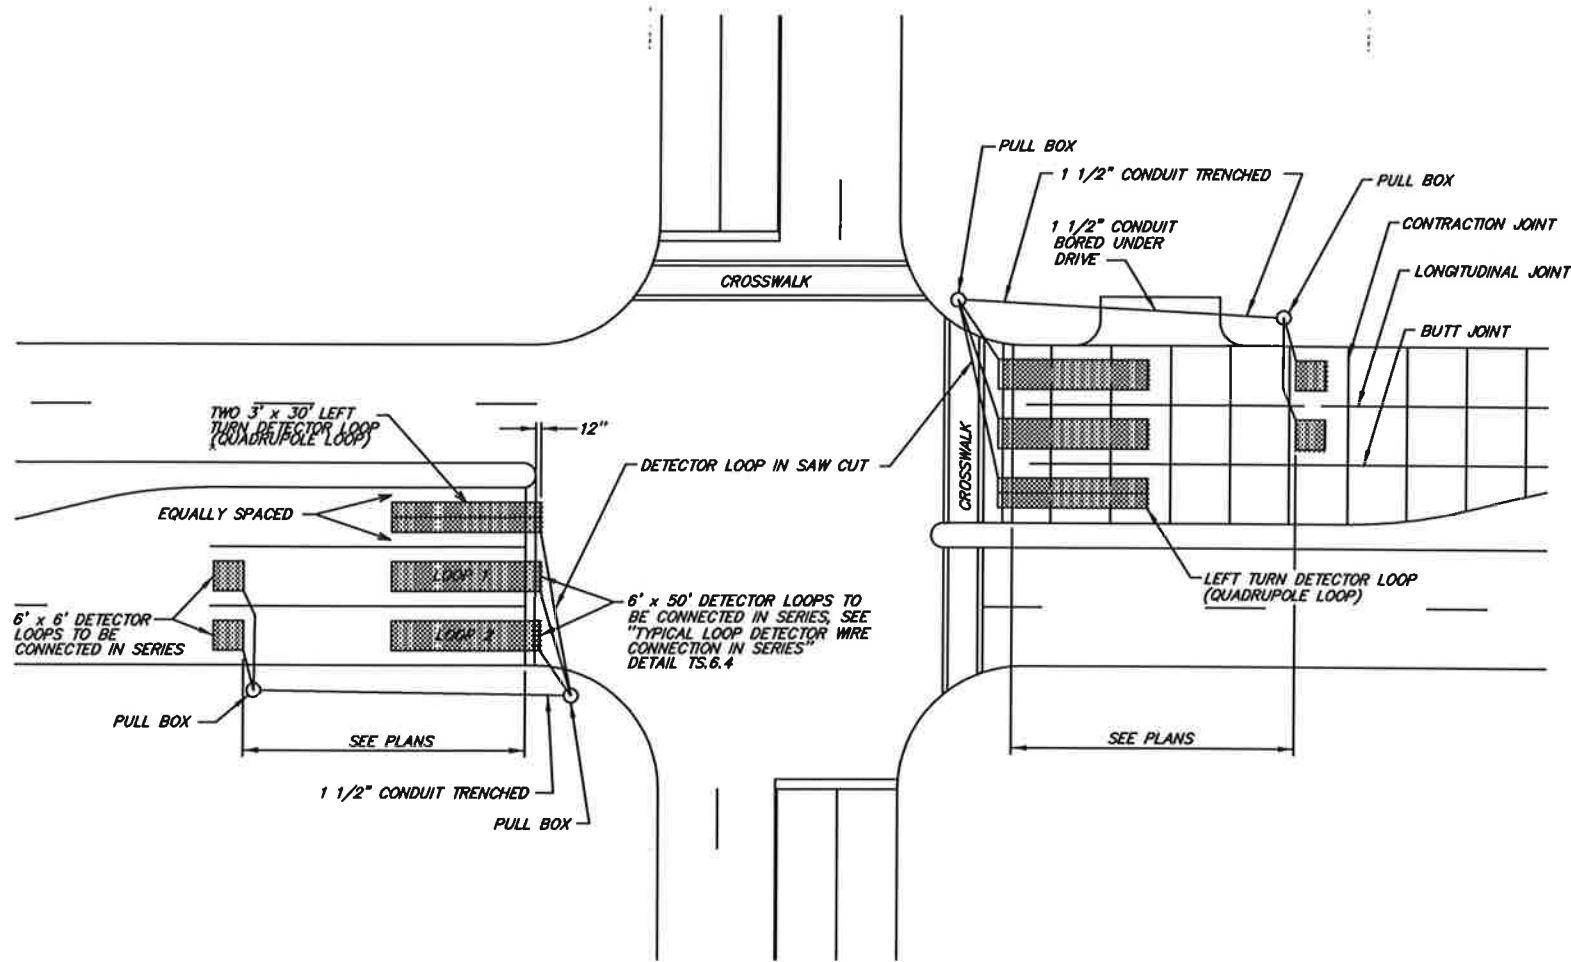 PULL BOX
1 1/2" CONDUIT TRENCHED
PULL BOX
1 1/2" CONDUIT
BORED UNDER
DRIVE
CONTRACTION JOINT
LONGITUDINAL JOINT
BUTT JOINT
CROSSWALK
TWO 3' x 30' LEFT
TURN DETECTOR LOOP
(QUADRUPOLE LOOP)
12"
DETECTOR LOOP IN SAW CUT
CROSSWALK
EQUALLY SPACED
LOOP 1
LOOP 2
6' x 6' DETECTOR
LOOPS TO BE
CONNECTED IN SERIES
6' x 50' DETECTOR LOOPS TO
BE CONNECTED IN SERIES, SEE
"TYPICAL LOOP DETECTOR WIRE
CONNECTION IN SERIES"
DETAIL TS.6.4
LEFT TURN DETECTOR LOOP
(QUADRUPOLE LOOP)
PULL BOX
SEE PLANS
SEE PLANS
1 1/2" CONDUIT TRENCHED
PULL BOX